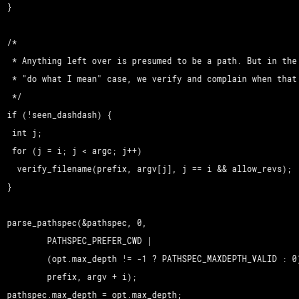 }
/*
* Anything left over is presumed to be a path. But in the
* "do what I mean" case, we verify and complain when that
*/
if (!seen_dashdash) {
int j;
for (j = i; j < argc; j++)
verify_filename(prefix, argv[j], j == i && allow_revs);
}
parse_pathspec(&pathspec, 0,
PATHSPEC_PREFER_CWD |
(opt.max_depth != -1 ? PATHSPEC_MAXDEPTH_VALID : 0)
prefix, argv + i);
pathspec.max_depth = opt.max_depth;